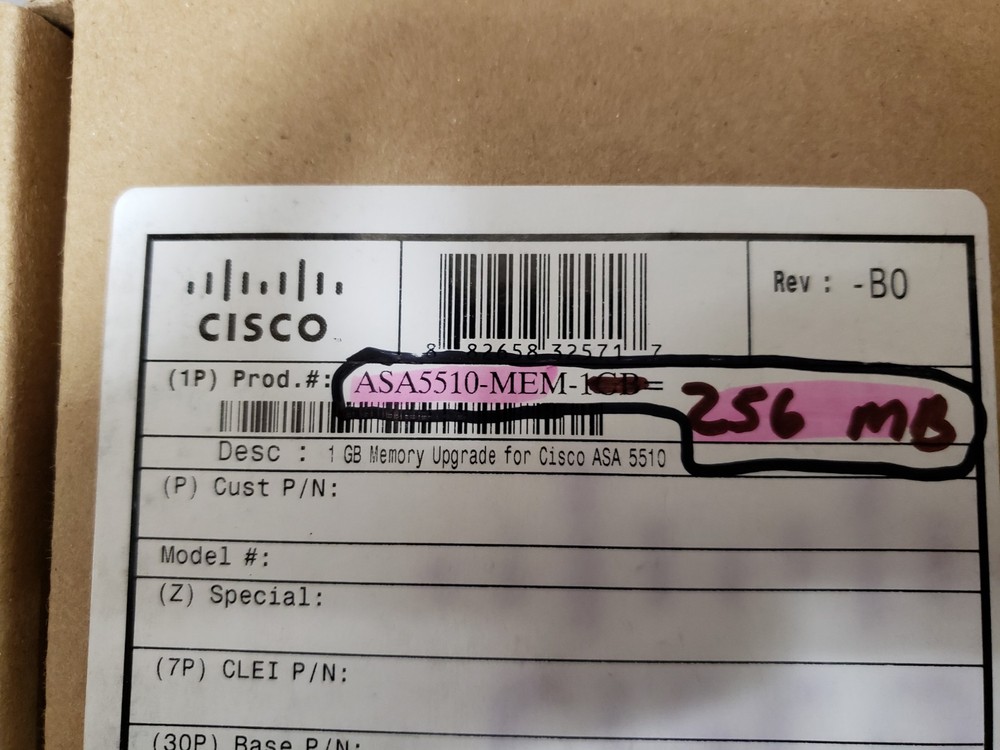 CISCO
8 82658 32571 7
Rev : -B0
(1P) Prod.#: ASA5510-MEM-1GB=
256 MB
Desc : 1 GB Memory Upgrade for Cisco ASA 5510
(P) Cust P/N:
Model #:
(Z) Special:
(7P) CLEI P/N:
(30P) Base P/N: